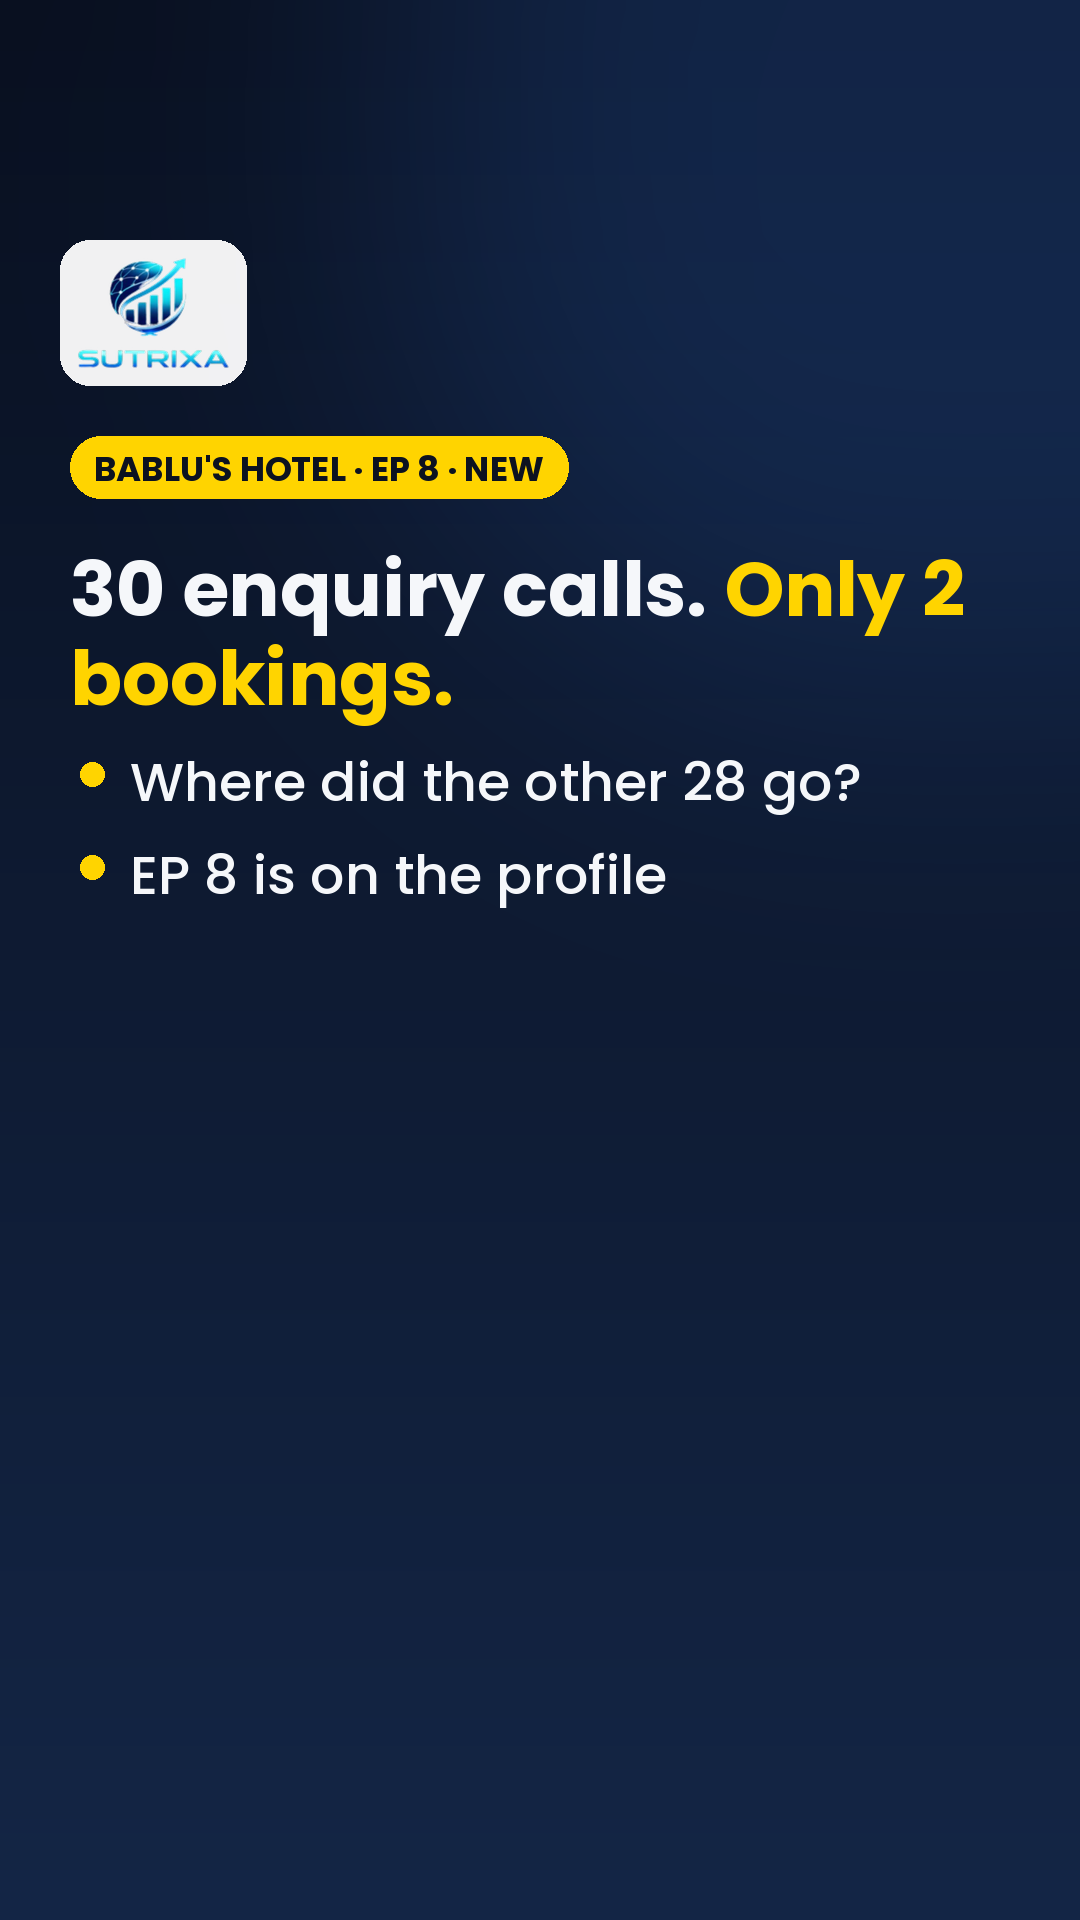 SUTRIXA
BABLU'S HOTEL · EP 8 · NEW
30 enquiry calls. Only 2
bookings.
Where did the other 28 go?
EP 8 is on the profile